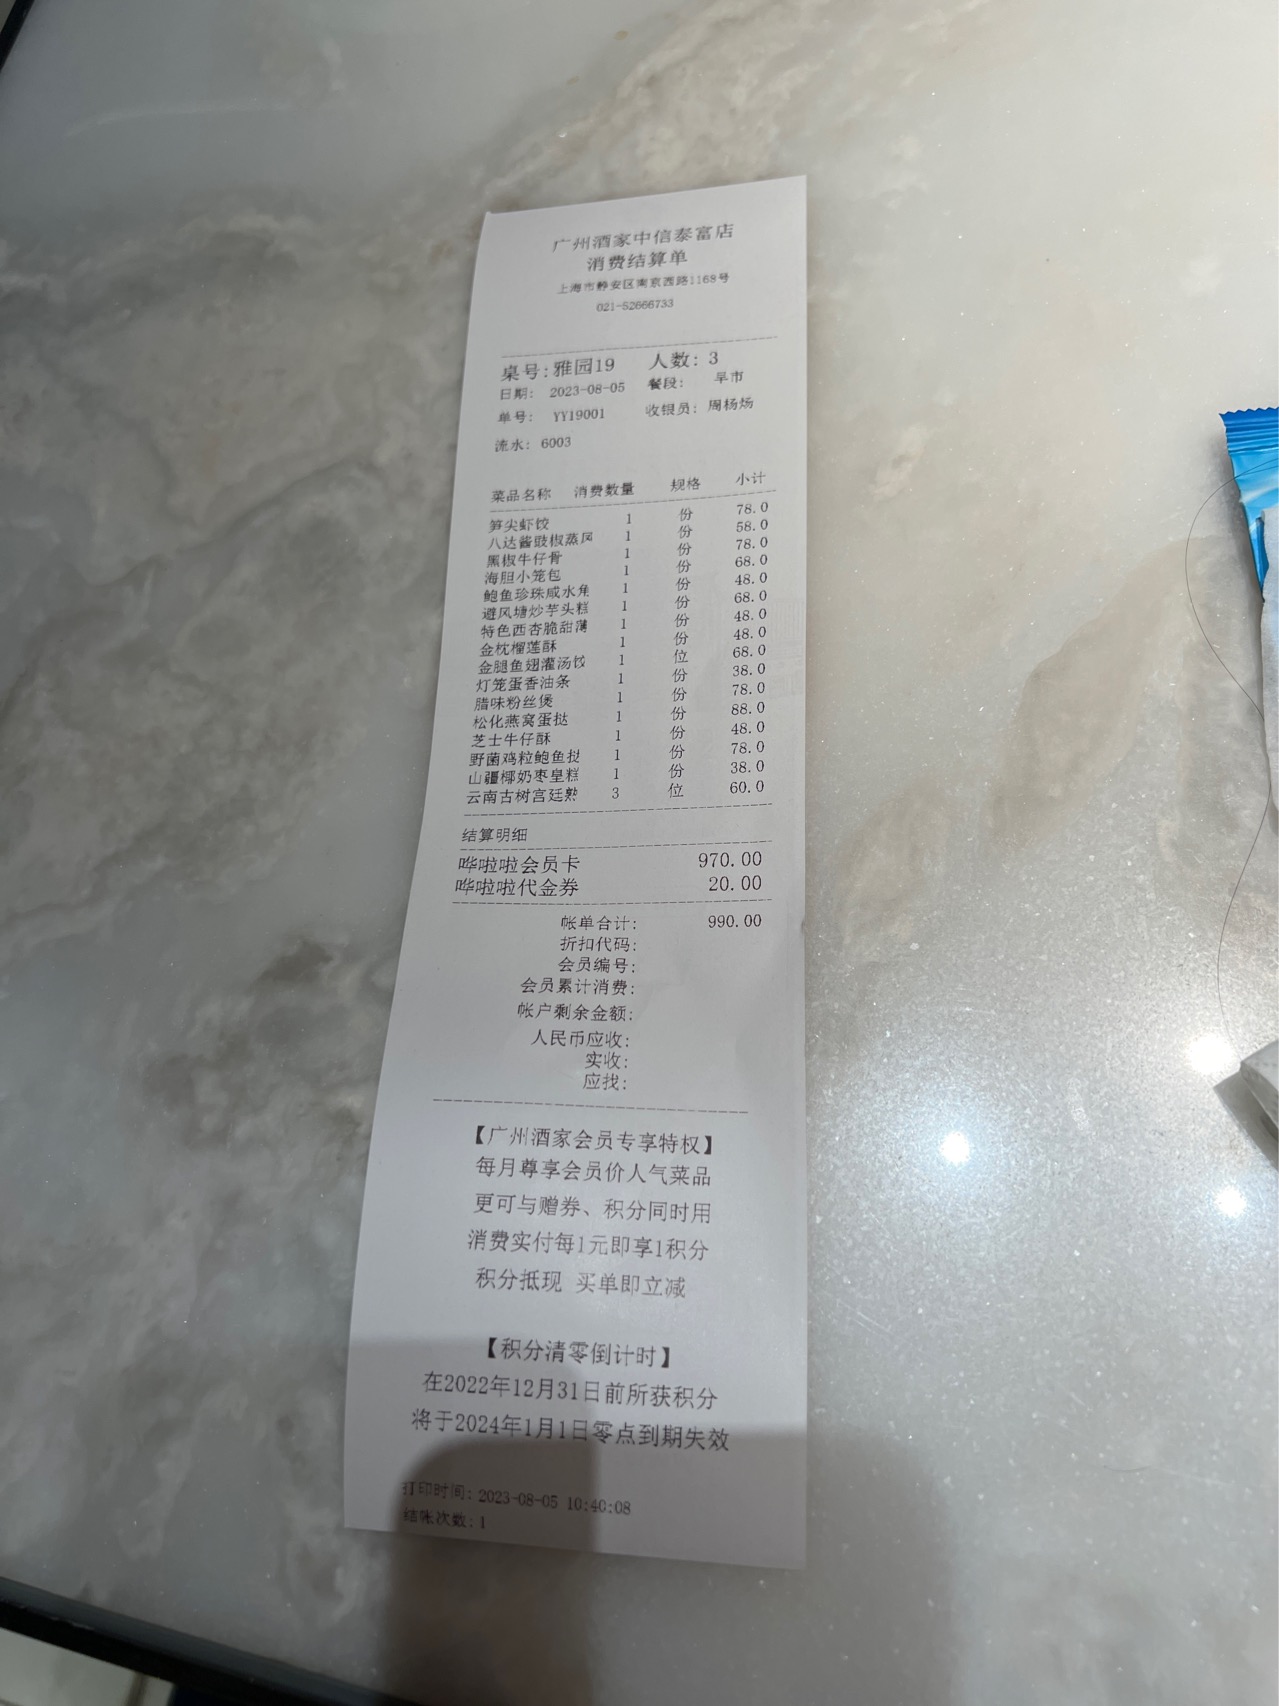 广州酒家中信泰富店
消费结算单
上海市静安区南京西路1168号
021-52666733
桌号:雅园19 人数: 3
日期: 2023-08-05 餐段: 早市
单号: YY19001 收银员: 周杨炀
流水: 6003
菜品名称 消费数量 规格 小计
笋尖虾饺 1 份 78.0
八达酱豉椒蒸凤 1 份 58.0
黑椒牛仔骨 1 份 78.0
海胆小笼包 1 份 68.0
鲍鱼珍珠咸水角 1 份 48.0
避风塘炒芋头糕 1 份 68.0
特色西杏脆甜薄 1 份 48.0
金枕榴莲酥 1 份 48.0
金腿鱼翅灌汤饺 1 位 68.0
灯笼蛋香油条 1 份 38.0
腊味粉丝煲 1 份 78.0
松化燕窝蛋挞 1 份 88.0
芝士牛仔酥 1 份 48.0
野菌鸡粒鲍鱼挞 1 份 78.0
山疆椰奶枣皇糕 1 份 38.0
云南古树宫廷熟 3 位 60.0
结算明细
哗啦啦会员卡 970.00
哗啦啦代金券 20.00
帐单合计: 990.00
折扣代码:
会员编号:
会员累计消费:
帐户剩余金额:
人民币应收:
实收:
应找:
【广州酒家会员专享特权】
每月尊享会员价人气菜品
更可与赠券、积分同时用
消费实付每1元即享1积分
积分抵现 买单即立减
【积分清零倒计时】
在2022年12月31日前所获积分
将于2024年1月1日零点到期失效
打印时间: 2023-08-05 10:40:08
结账次数: 1